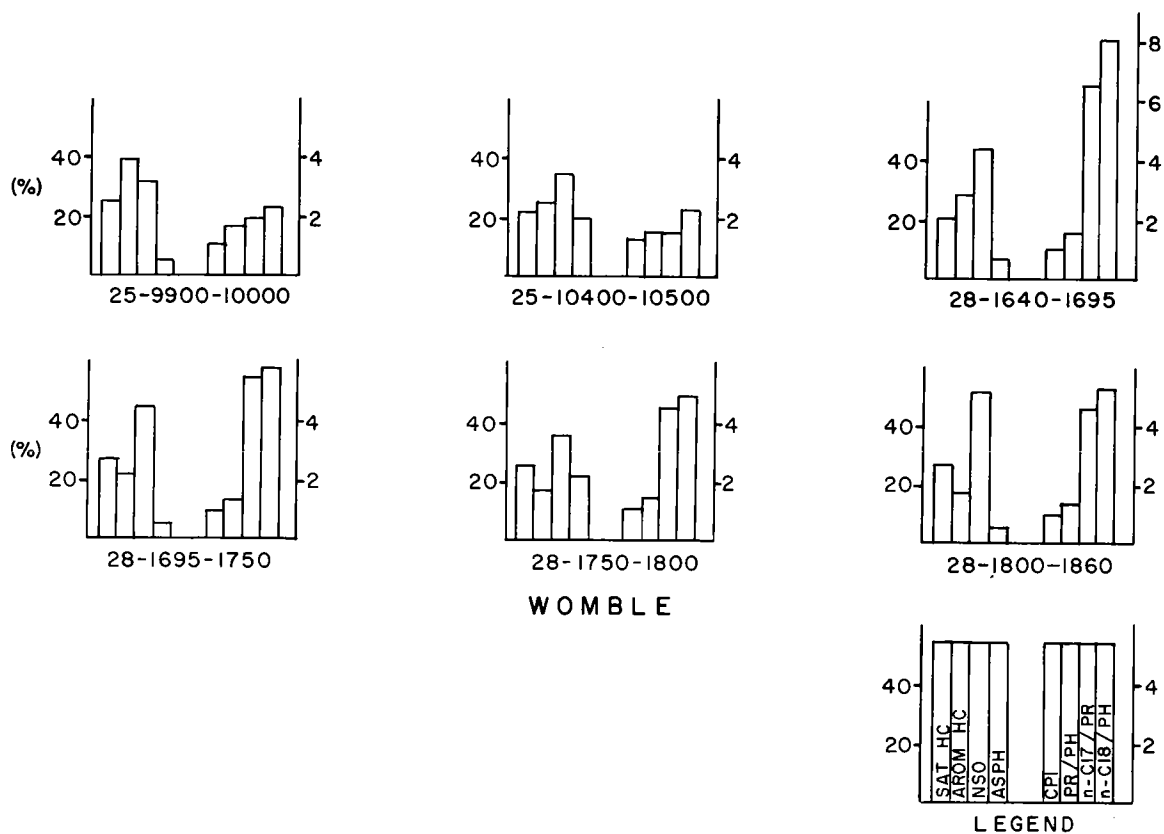 40 4
(%)
20 2
25-9900-10000
40 4
20 2
25-10400-10500
8
6
40 4
20 2
28-1640-1695
40 4
(%)
20 2
28-1695-1750
40 4
20 2
28-1750-1800
40 4
20 2
28-1800-1860
WOMBLE
40 4
20 2
SAT HC
AROM HC
NSO
ASPH
CPI
PR/PH
n-C17/PR
n-C18/PH
LEGEND